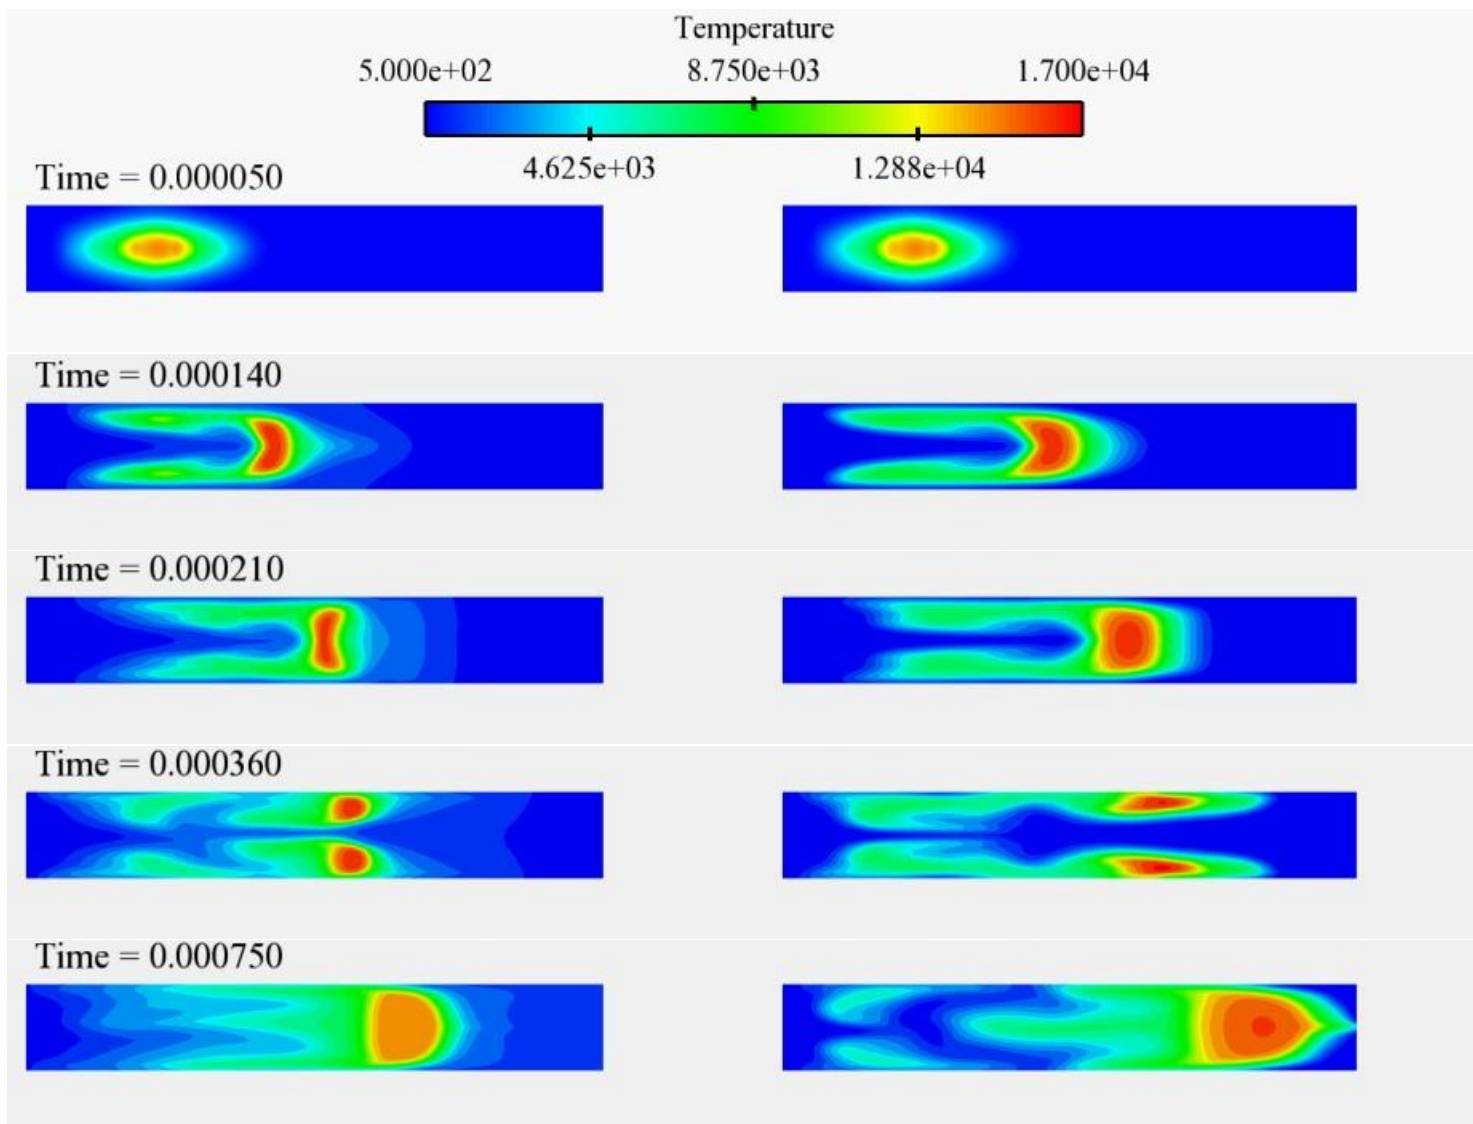 Temperature
5.000e+02 8.750e+03 1.700e+04
4.625e+03 1.288e+04
Time = 0.000050
Time = 0.000140
Time = 0.000210
Time = 0.000360
Time = 0.000750